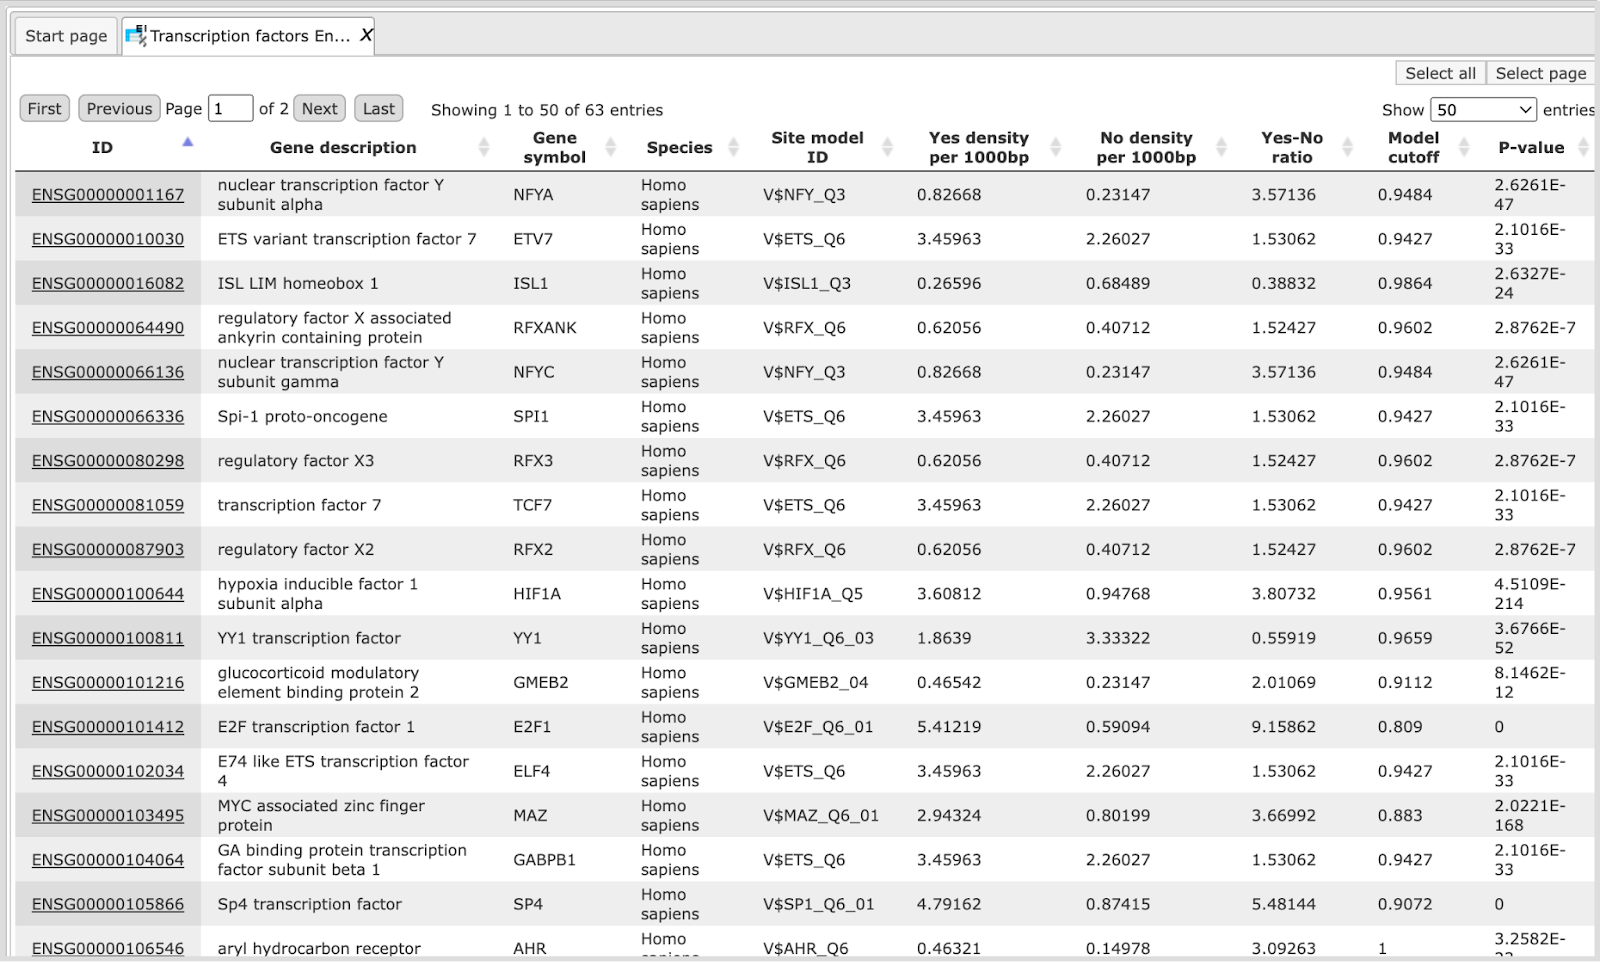 Start page
Transcription factors En... X
Select all Select page
First Previous Page 1 of 2 Next Last Showing 1 to 50 of 63 entries Show 50 entries
ID Gene description Gene symbol Species Site model ID Yes density per 1000bp No density per 1000bp Yes-No ratio Model cutoff P-value
ENSG00000001167 nuclear transcription factor Y subunit alpha NFYA Homo sapiens V$NFY_Q3 0.82668 0.23147 3.57136 0.9484 2.6261E-47
ENSG00000010030 ETS variant transcription factor 7 ETV7 Homo sapiens V$ETS_Q6 3.45963 2.26027 1.53062 0.9427 2.1016E-33
ENSG00000016082 ISL LIM homeobox 1 ISL1 Homo sapiens V$ISL1_Q3 0.26596 0.68489 0.38832 0.9864 2.6327E-24
ENSG00000064490 regulatory factor X associated ankyrin containing protein RFXANK Homo sapiens V$RFX_Q6 0.62056 0.40712 1.52427 0.9602 2.8762E-7
ENSG00000066136 nuclear transcription factor Y subunit gamma NFYC Homo sapiens V$NFY_Q3 0.82668 0.23147 3.57136 0.9484 2.6261E-47
ENSG00000066336 Spi-1 proto-oncogene SPI1 Homo sapiens V$ETS_Q6 3.45963 2.26027 1.53062 0.9427 2.1016E-33
ENSG00000080298 regulatory factor X3 RFX3 Homo sapiens V$RFX_Q6 0.62056 0.40712 1.52427 0.9602 2.8762E-7
ENSG00000081059 transcription factor 7 TCF7 Homo sapiens V$ETS_Q6 3.45963 2.26027 1.53062 0.9427 2.1016E-33
ENSG00000087903 regulatory factor X2 RFX2 Homo sapiens V$RFX_Q6 0.62056 0.40712 1.52427 0.9602 2.8762E-7
ENSG00000100644 hypoxia inducible factor 1 subunit alpha HIF1A Homo sapiens V$HIF1A_Q5 3.60812 0.94768 3.80732 0.9561 4.5109E-214
ENSG00000100811 YY1 transcription factor YY1 Homo sapiens V$YY1_Q6_03 1.8639 3.33322 0.55919 0.9659 3.6766E-52
ENSG00000101216 glucocorticoid modulatory element binding protein 2 GMEB2 Homo sapiens V$GMEB2_04 0.46542 0.23147 2.01069 0.9112 8.1462E-12
ENSG00000101412 E2F transcription factor 1 E2F1 Homo sapiens V$E2F_Q6_01 5.41219 0.59094 9.15862 0.809 0
ENSG00000102034 E74 like ETS transcription factor 4 ELF4 Homo sapiens V$ETS_Q6 3.45963 2.26027 1.53062 0.9427 2.1016E-33
ENSG00000103495 MYC associated zinc finger protein MAZ Homo sapiens V$MAZ_Q6_01 2.94324 0.80199 3.66992 0.883 2.0221E-168
ENSG00000104064 GA binding protein transcription factor subunit beta 1 GABPB1 Homo sapiens V$ETS_Q6 3.45963 2.26027 1.53062 0.9427 2.1016E-33
ENSG00000105866 Sp4 transcription factor SP4 Homo sapiens V$SP1_Q6_01 4.79162 0.87415 5.48144 0.9072 0
ENSG00000106546 aryl hydrocarbon receptor AHR Homo V$AHR_Q6 0.46321 0.14978 3.09263 1 3.2582E-